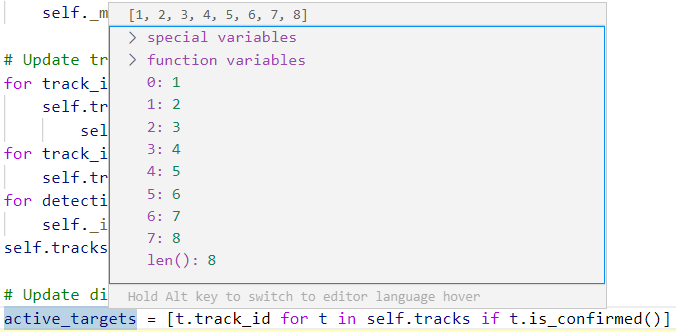 self._m
[1, 2, 3, 4, 5, 6, 7, 8]
> special variables
> function variables
0: 1
1: 2
2: 3
3: 4
4: 5
5: 6
6: 7
7: 8
len(): 8
Hold Alt key to switch to editor language hover
# Update tr
for track_i
self.tr
sel
for track_i
self.tr
for detecti
self._i
self.tracks
# Update di
active_targets = [t.track_id for t in self.tracks if t.is_confirmed()]